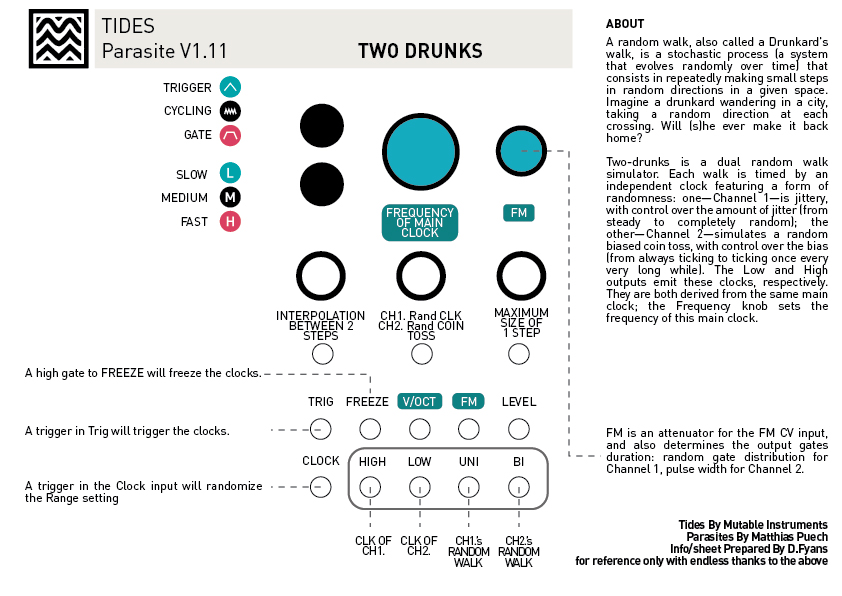 TIDES
Parasite V1.11
TWO DRUNKS
TRIGGER
CYCLING
GATE
SLOW L
MEDIUM M
FAST H
FREQUENCY
OF MAIN
CLOCK
FM
INTERPOLATION
BETWEEN 2
STEPS
CH1. Rand CLK
CH2. Rand COIN
TOSS
MAXIMUM
SIZE OF
1 STEP
A high gate to FREEZE will freeze the clocks.
TRIG FREEZE V/OCT FM LEVEL
A trigger in Trig will trigger the clocks.
CLOCK HIGH LOW UNI BI
A trigger in the Clock input will randomize
the Range setting
CLK OF
CH1.
CLK OF
CH2.
CH1.'s
RANDOM
WALK
CH2.'s
RANDOM
WALK
ABOUT
A random walk, also called a Drunkard's
walk, is a stochastic process (a system
that evolves randomly over time) that
consists in repeatedly making small steps
in random directions in a given space.
Imagine a drunkard wandering in a city,
taking a random direction at each
crossing. Will (s)he ever make it back
home?
Two-drunks is a dual random walk
simulator. Each walk is timed by an
independent clock featuring a form of
randomness: one—Channel 1—is jittery,
with control over the amount of jitter (from
steady to completely random); the
other—Channel 2—simulates a random
biased coin toss, with control over the bias
(from always ticking to ticking once every
very long while). The Low and High
outputs emit these clocks, respectively.
They are both derived from the same main
clock; the Frequency knob sets the
frequency of this main clock.
FM is an attenuator for the FM CV input,
and also determines the output gates
duration: random gate distribution for
Channel 1, pulse width for Channel 2.
Tides By Mutable Instruments
Parasites By Matthias Puech
Info/sheet Prepared By D.Fyans
for reference only with endless thanks to the above